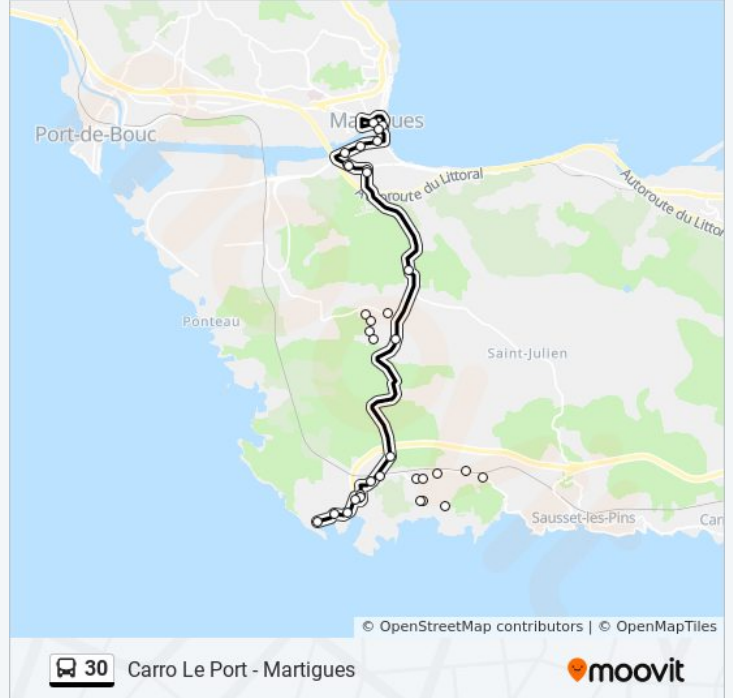 Martigues
Port-de-Bouc
Autoroute du Littoral
Autoroute du Littor
Ponteau
Saint-Julien
Sausset-les-Pins
Car
© OpenStreetMap contributors | © OpenMapTiles
30 Carro Le Port - Martigues
moovit